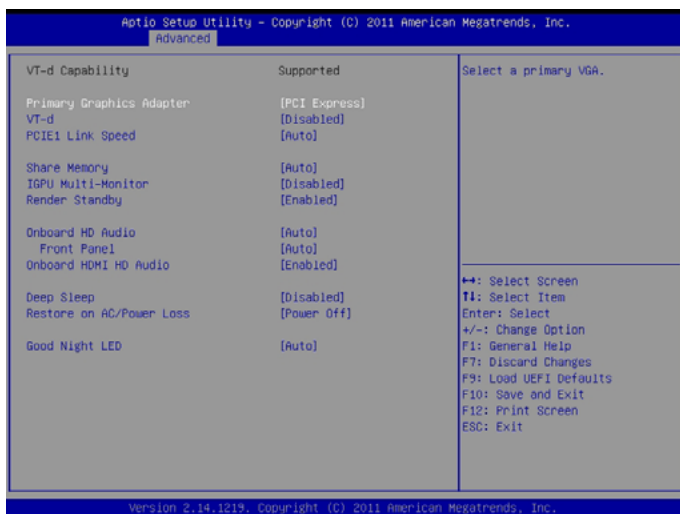 Aptio Setup Utility - Copyright (C) 2011 American Megatrends, Inc.
Advanced
VT-d Capability Supported
Primary Graphics Adapter [PCI Express]
VT-d [Disabled]
PCIE1 Link Speed [Auto]
Share Memory [Auto]
IGPU Multi-Monitor [Disabled]
Render Standby [Enabled]
Onboard HD Audio [Auto]
Front Panel [Auto]
Onboard HDMI HD Audio [Enabled]
Deep Sleep [Disabled]
Restore on AC/Power Loss [Power Off]
Good Night LED [Auto]
Select a primary VGA.
↔: Select Screen
↑↓: Select Item
Enter: Select
+/-: Change Option
F1: General Help
F7: Discard Changes
F9: Load UEFI Defaults
F10: Save and Exit
F12: Print Screen
ESC: Exit
Version 2.14.1219. Copyright (C) 2011 American Megatrends, Inc.